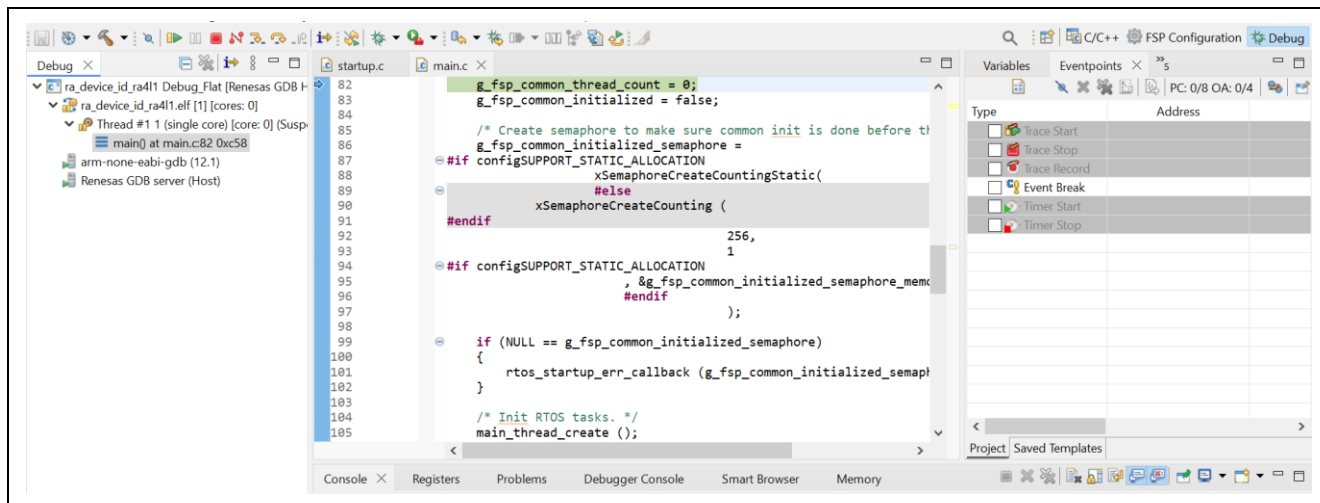 C/C++ FSP Configuration Debug
Debug
ra_device_id_ra4l1 Debug_Flat [Renesas GDB H
ra_device_id_ra4l1.elf [1] [cores: 0]
Thread #1 1 (single core) [core: 0] (Susp
main() at main.c:82 0xc58
arm-none-eabi-gdb (12.1)
Renesas GDB server (Host)
startup.c main.c
82 g_fsp_common_thread_count = 0;
83 g_fsp_common_initialized = false;
84
85 /* Create semaphore to make sure common init is done before th
86 g_fsp_common_initialized_semaphore =
87 #if configSUPPORT_STATIC_ALLOCATION
88 xSemaphoreCreateCountingStatic(
89 #else
90 xSemaphoreCreateCounting (
91 #endif
92 256,
93 1
94 #if configSUPPORT_STATIC_ALLOCATION
95 , &g_fsp_common_initialized_semaphore_memo
96 #endif
97 );
98
99 if (NULL == g_fsp_common_initialized_semaphore)
100 {
101 rtos_startup_err_callback (g_fsp_common_initialized_semaph
102 }
103
104 /* Init RTOS tasks. */
105 main_thread_create ();
Variables Eventpoints 5
PC: 0/8 OA: 0/4
Type Address
Trace Start
Trace Stop
Trace Record
Event Break
Timer Start
Timer Stop
Project Saved Templates
Console Registers Problems Debugger Console Smart Browser Memory